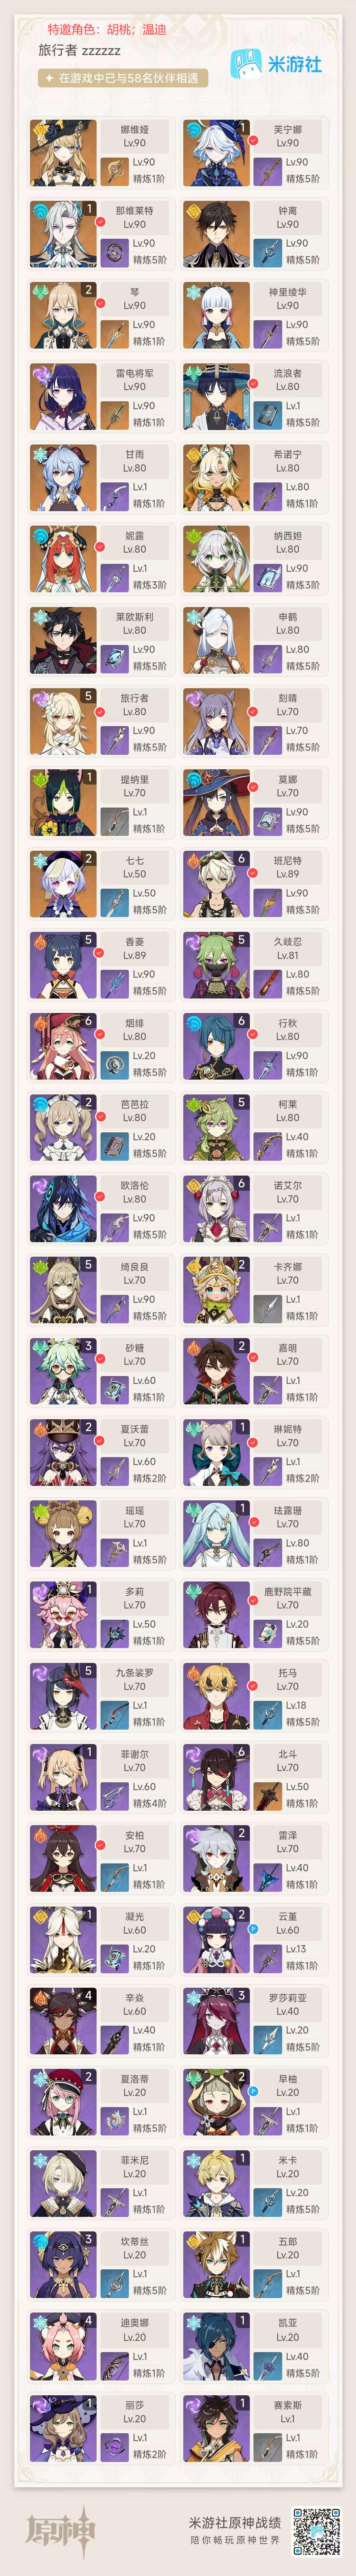 特邀角色：胡桃；温迪
旅行者 zzzzzz
在游戏中已与58名伙伴相遇
米游社
娜维娅
Lv.90
Lv.90
精炼1阶
1
芙宁娜
Lv.90
Lv.90
精炼5阶
1
那维莱特
Lv.90
Lv.90
精炼5阶
钟离
Lv.90
Lv.90
精炼5阶
2
琴
Lv.90
Lv.90
精炼1阶
神里绫华
Lv.90
Lv.90
精炼5阶
雷电将军
Lv.90
Lv.90
精炼1阶
流浪者
Lv.80
Lv.1
精炼5阶
甘雨
Lv.80
Lv.1
精炼1阶
希诺宁
Lv.80
Lv.80
精炼1阶
妮露
Lv.80
Lv.1
精炼3阶
纳西妲
Lv.80
Lv.90
精炼3阶
莱欧斯利
Lv.80
Lv.90
精炼5阶
申鹤
Lv.80
Lv.80
精炼5阶
5
旅行者
Lv.80
Lv.90
精炼5阶
刻晴
Lv.70
Lv.70
精炼5阶
1
提纳里
Lv.70
Lv.1
精炼1阶
莫娜
Lv.70
Lv.90
精炼5阶
2
七七
Lv.50
Lv.50
精炼5阶
6
班尼特
Lv.89
Lv.90
精炼3阶
5
香菱
Lv.89
Lv.90
精炼5阶
5
久岐忍
Lv.81
Lv.80
精炼5阶
6
烟绯
Lv.80
Lv.20
精炼5阶
6
行秋
Lv.80
Lv.90
精炼1阶
2
芭芭拉
Lv.80
Lv.20
精炼5阶
5
柯莱
Lv.80
Lv.40
精炼1阶
欧洛伦
Lv.80
Lv.90
精炼5阶
6
诺艾尔
Lv.70
Lv.1
精炼1阶
5
绮良良
Lv.70
Lv.90
精炼5阶
2
卡齐娜
Lv.70
Lv.1
精炼1阶
3
砂糖
Lv.70
Lv.60
精炼1阶
2
嘉明
Lv.70
Lv.1
精炼1阶
2
夏沃蕾
Lv.70
Lv.60
精炼2阶
1
琳妮特
Lv.70
Lv.1
精炼2阶
瑶瑶
Lv.70
Lv.1
精炼5阶
1
珐露珊
Lv.70
Lv.80
精炼1阶
1
多莉
Lv.70
Lv.50
精炼1阶
鹿野院平藏
Lv.70
Lv.20
精炼5阶
5
九条裟罗
Lv.70
Lv.1
精炼1阶
托马
Lv.70
Lv.18
精炼5阶
1
菲谢尔
Lv.70
Lv.60
精炼4阶
6
北斗
Lv.70
Lv.50
精炼1阶
安柏
Lv.70
Lv.1
精炼1阶
2
雷泽
Lv.70
Lv.40
精炼1阶
1
凝光
Lv.60
Lv.20
精炼1阶
2
云堇
P
Lv.60
Lv.13
精炼1阶
4
辛焱
Lv.60
Lv.40
精炼1阶
3
罗莎莉亚
Lv.40
Lv.20
精炼5阶
2
夏洛蒂
Lv.20
Lv.1
精炼5阶
2
早柚
P
Lv.20
Lv.1
精炼1阶
菲米尼
Lv.20
Lv.1
精炼1阶
1
米卡
Lv.20
Lv.20
精炼5阶
3
坎蒂丝
Lv.20
Lv.1
精炼5阶
1
五郎
Lv.20
Lv.1
精炼5阶
4
迪奥娜
Lv.20
Lv.1
精炼1阶
1
凯亚
Lv.20
Lv.40
精炼5阶
1
丽莎
Lv.20
Lv.1
精炼2阶
1
赛索斯
Lv.1
Lv.1
精炼1阶
原神
米游社原神战绩
陪你畅玩原神世界